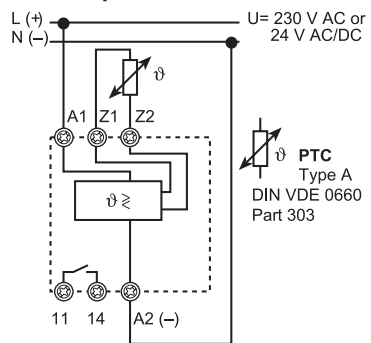 L (+)
N (–)
U= 230 V AC or
24 V AC/DC
ϑ
A1 Z1 Z2
ϑ PTC
Type A
DIN VDE 0660
Part 303
ϑ ≷
11 14 A2 (–)